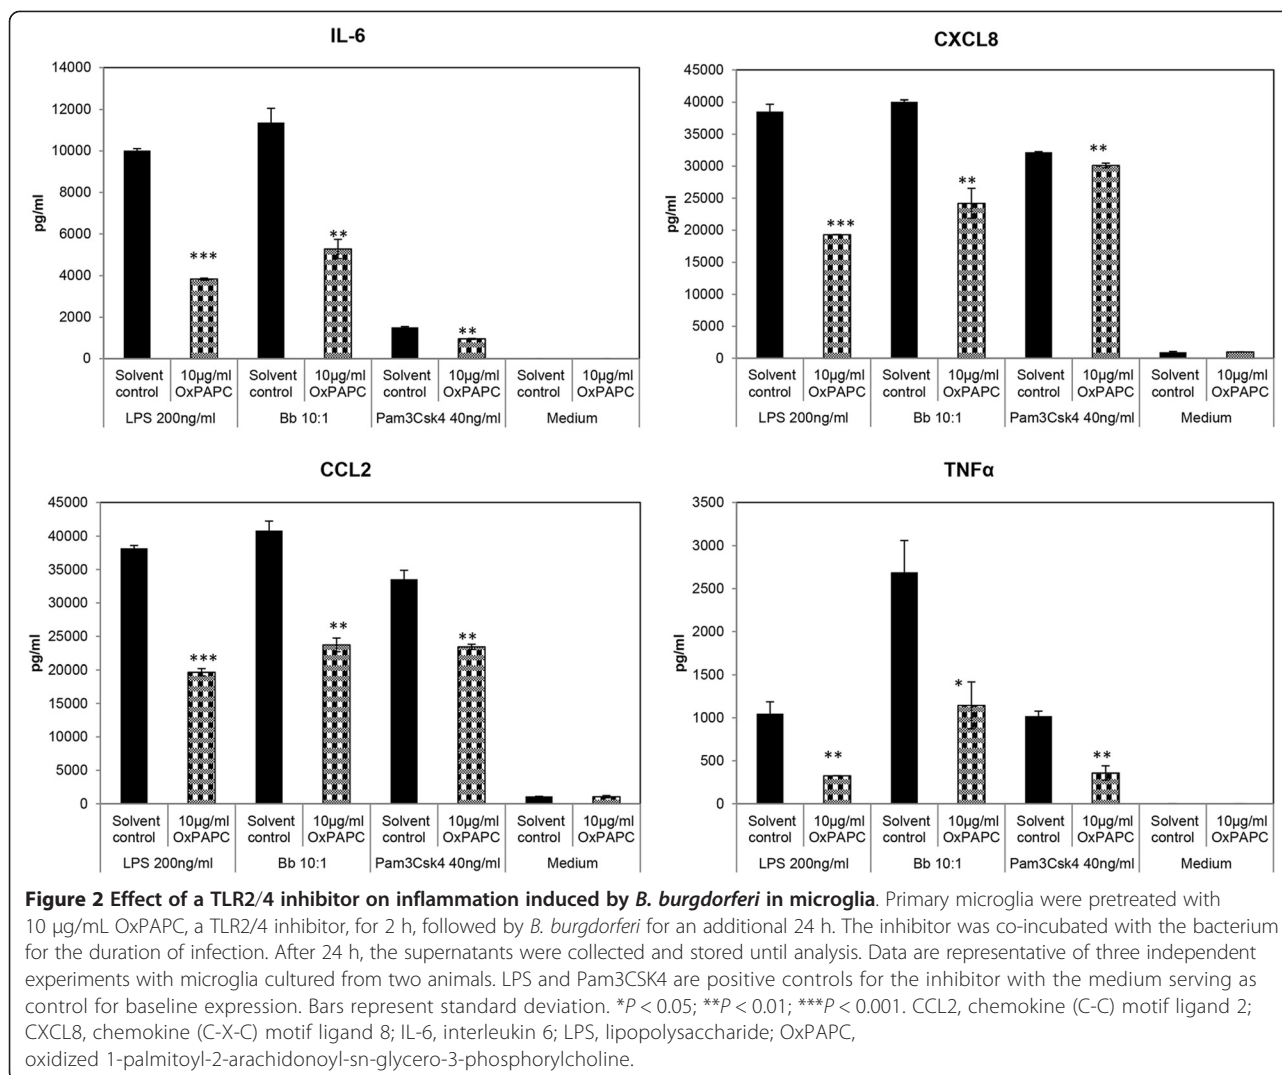 IL-6
14000
12000
10000
8000
6000
4000
2000
0
pg/ml
***
**
**
Solvent control
10µg/ml OxPAPC
Solvent control
10µg/ml OxPAPC
Solvent control
10µg/ml OxPAPC
Solvent control
10µg/ml OxPAPC
LPS 200ng/ml
Bb 10:1
Pam3Csk4 40ng/ml
Medium
CXCL8
45000
40000
35000
30000
25000
20000
15000
10000
5000
0
pg/ml
***
**
**
Solvent control
10µg/ml OxPAPC
Solvent control
10µg/ml OxPAPC
Solvent control
10µg/ml OxPAPC
Solvent control
10µg/ml OxPAPC
LPS 200ng/ml
Bb 10:1
Pam3Csk4 40ng/ml
Medium
CCL2
45000
40000
35000
30000
25000
20000
15000
10000
5000
0
pg/ml
***
**
**
Solvent control
10µg/ml OxPAPC
Solvent control
10µg/ml OxPAPC
Solvent control
10µg/ml OxPAPC
Solvent control
10µg/ml OxPAPC
LPS 200ng/ml
Bb 10:1
Pam3Csk4 40ng/ml
Medium
TNFα
3500
3000
2500
2000
1500
1000
500
0
pg/ml
**
*
**
Solvent control
10µg/ml OxPAPC
Solvent control
10µg/ml OxPAPC
Solvent control
10µg/ml OxPAPC
Solvent control
10µg/ml OxPAPC
LPS 200ng/ml
Bb 10:1
Pam3Csk4 40ng/ml
Medium
Figure 2 Effect of a TLR2/4 inhibitor on inflammation induced by B. burgdorferi in microglia. Primary microglia were pretreated with
10 μg/mL OxPAPC, a TLR2/4 inhibitor, for 2 h, followed by B. burgdorferi for an additional 24 h. The inhibitor was co-incubated with the bacterium
for the duration of infection. After 24 h, the supernatants were collected and stored until analysis. Data are representative of three independent
experiments with microglia cultured from two animals. LPS and Pam3CSK4 are positive controls for the inhibitor with the medium serving as
control for baseline expression. Bars represent standard deviation. *P < 0.05; **P < 0.01; ***P < 0.001. CCL2, chemokine (C-C) motif ligand 2;
CXCL8, chemokine (C-X-C) motif ligand 8; IL-6, interleukin 6; LPS, lipopolysaccharide; OxPAPC,
oxidized 1-palmitoyl-2-arachidonoyl-sn-glycero-3-phosphorylcholine.